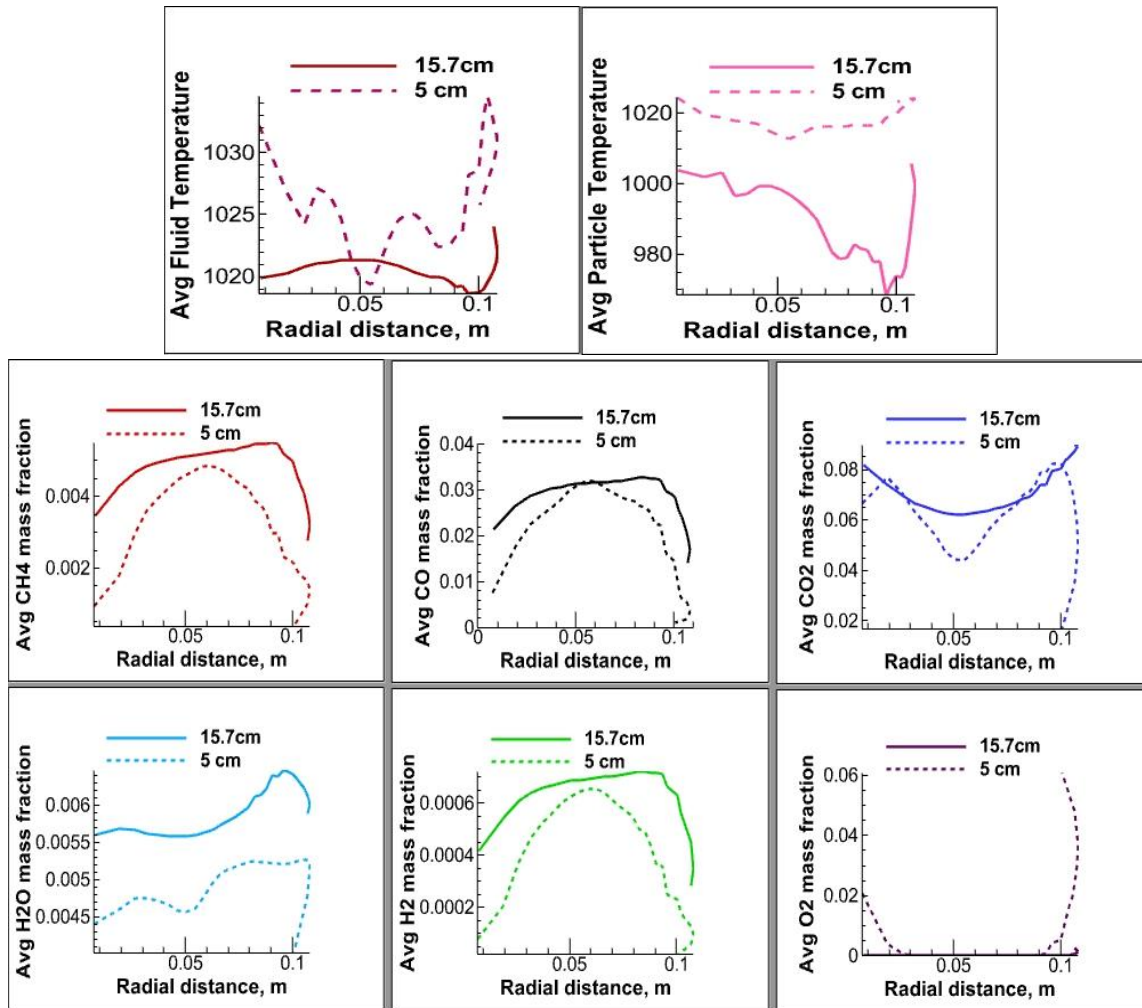 15.7cm
5 cm
Avg Fluid Temperature
1030
1025
1020
0.05
0.1
Radial distance, m
15.7cm
5 cm
Avg Particle Temperature
1020
1000
980
0.05
0.1
Radial distance, m
15.7cm
5 cm
Avg CH4 mass fraction
0.004
0.002
0.05
0.1
Radial distance, m
15.7cm
5 cm
Avg CO mass fraction
0.04
0.03
0.02
0.01
0
0
0.05
0.1
Radial distance, m
15.7cm
5 cm
Avg CO2 mass fraction
0.08
0.06
0.04
0.02
0.05
0.1
Radial distance, m
15.7cm
5 cm
Avg H2O mass fraction
0.006
0.0055
0.005
0.0045
0.05
0.1
Radial distance, m
15.7cm
5 cm
Avg H2 mass fraction
0.0006
0.0004
0.0002
0.05
0.1
Radial distance, m
15.7cm
5 cm
Avg O2 mass fraction
0.06
0.04
0.02
0
0.05
0.1
Radial distance, m